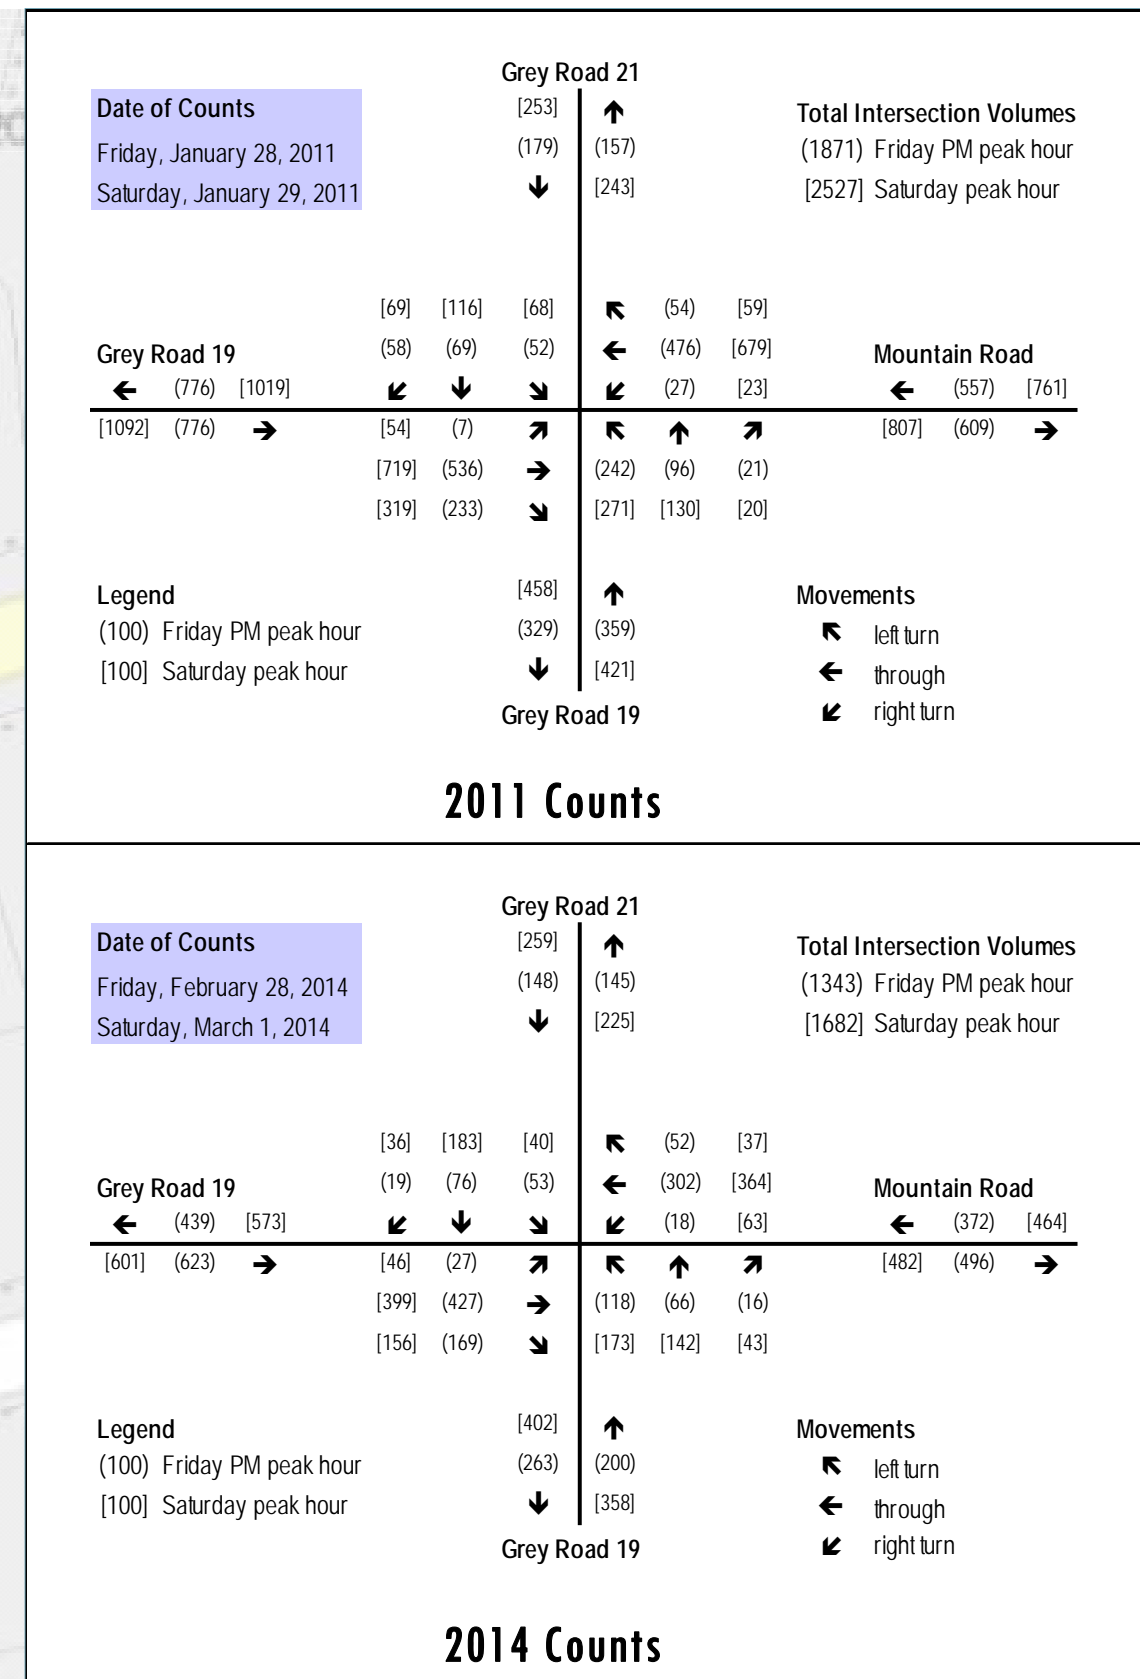 Grey Road 21
Date of Counts [253] Total Intersection Volumes
Friday, January 28, 2011 (179) (157) (1871) Friday PM peak hour
Saturday, January 29, 2011 [243] [2527] Saturday peak hour
[69] [116] [68] (54) [59]
Grey Road 19 (58) (69) (52) (476) [679] Mountain Road
(776) [1019] (27) [23] (557) [761]
[1092] (776) [54] (7) [807] (609)
[719] (536) (242) (96) (21)
[319] (233) [271] [130] [20]
Legend [458] Movements
(100) Friday PM peak hour (329) (359) left turn
[100] Saturday peak hour [421] through
Grey Road 19 right turn
2011 Counts
Grey Road 21
Date of Counts [259] Total Intersection Volumes
Friday, February 28, 2014 (148) (145) (1343) Friday PM peak hour
Saturday, March 1, 2014 [225] [1682] Saturday peak hour
[36] [183] [40] (52) [37]
Grey Road 19 (19) (76) (53) (302) [364] Mountain Road
(439) [573] (18) [63] (372) [464]
[601] (623) [46] (27) [482] (496)
[399] (427) (118) (66) (16)
[156] (169) [173] [142] [43]
Legend [402] Movements
(100) Friday PM peak hour (263) (200) left turn
[100] Saturday peak hour [358] through
Grey Road 19 right turn
2014 Counts